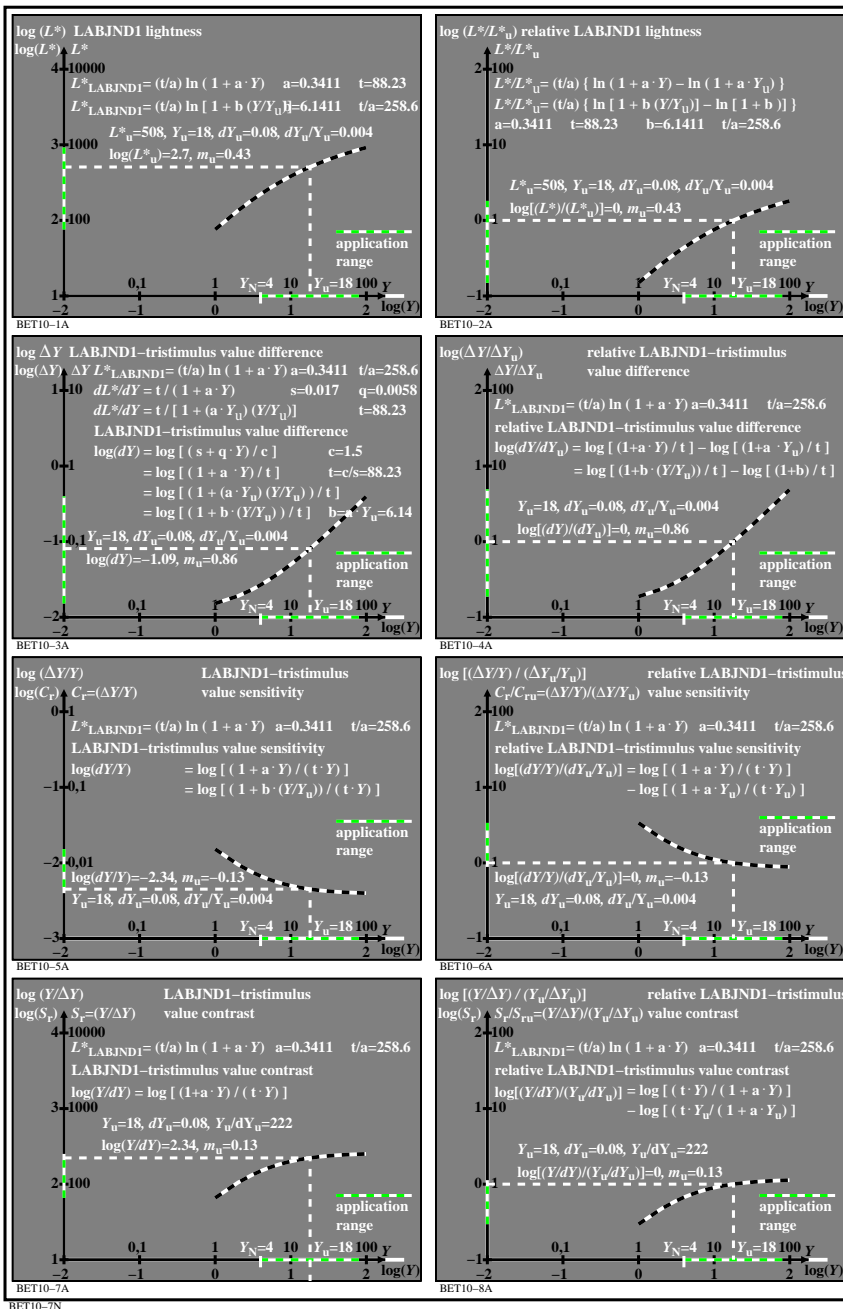 log (L*) LABJND1 lightness
log(L*) L*
4 10000
L*LABJND1= (t/a) ln ( 1 + a · Y) a=0.3411 t=88.23
L*LABJND1= (t/a) ln [ 1 + b (Y/Yu)] b=6.1411 t/a=258.6
L*u=508, Yu=18, dYu=0.08, dYu/Yu=0.004
3 1000
log(L*u)=2.7, mu=0.43
2 100
application
range
YN=4 Yu=18
0,1 1 10 100 Y
1
−2 −1 0 1 2 log(Y)
BET10−1A
log (L*/L*u) relative LABJND1 lightness
L*/L*u
2 100
L*/L*u= (t/a) { ln ( 1 + a · Y) − ln ( 1 + a · Yu) }
L*/L*u= (t/a) { ln [ 1 + b (Y/Yu)] − ln [ 1 + b )] }
a=0.3411 t=88.23 b=6.1411 t/a=258.6
1 10
L*u=508, Yu=18, dYu=0.08, dYu/Yu=0.004
log[(L*)/(L*u)]=0, mu=0.43
0 1
application
range
YN=4 Yu=18
0,1 1 10 100 Y
−1
−2 −1 0 1 2 log(Y)
BET10−2A
log ΔY LABJND1−tristimulus value difference
log(ΔY) ΔY L*LABJND1= (t/a) ln ( 1 + a · Y) a=0.3411 t/a=258.6
1 10 dL*/dY = t / ( 1 + a · Y) s=0.017 q=0.0058
dL*/dY = t / [ 1 + (a · Yu) (Y/Yu)] t=88.23
LABJND1−tristimulus value difference
log(dY) = log [ ( s + q · Y) / c ] c=1.5
0 1 = log [ ( 1 + a · Y) / t ] t=c/s=88.23
= log [ ( 1 + (a · Yu) (Y/Yu) ) / t ]
= log [ ( 1 + b · (Y/Yu) ) / t ] b=a · Yu=6.14
−1 0,1 Yu=18, dYu=0.08, dYu/Yu=0.004
log(dY)=−1.09, mu=0.86
application
range
YN=4 Yu=18
0,1 1 10 100 Y
−2
−2 −1 0 1 2 log(Y)
BET10−3A
log(ΔY/ΔYu) relative LABJND1−tristimulus
ΔY/ΔYu value difference
2 100
L*LABJND1= (t/a) ln ( 1 + a · Y) a=0.3411 t/a=258.6
relative LABJND1−tristimulus value difference
log(dY/dYu) = log [ (1+a · Y) / t ] − log [ (1+a · Yu) / t ]
1 10 = log [ (1+b · (Y/Yu)) / t ] − log [ (1+b) / t ]
Yu=18, dYu=0.08, dYu/Yu=0.004
log[(dY)/(dYu)]=0, mu=0.86
0 1
application
range
YN=4 Yu=18
0,1 1 10 100 Y
−1
−2 −1 0 1 2 log(Y)
BET10−4A
log (ΔY/Y) LABJND1−tristimulus
log(Cr) Cr=(ΔY/Y) value sensitivity
0 1
L*LABJND1= (t/a) ln ( 1 + a · Y) a=0.3411 t/a=258.6
LABJND1−tristimulus value sensitivity
log(dY/Y) = log [ ( 1 + a · Y) / ( t · Y) ]
−1 0,1 = log [ ( 1 + b · (Y/Yu)) / ( t · Y) ]
application
range
−2 0,01
log(dY/Y)=−2.34, mu=−0.13
Yu=18, dYu=0.08, dYu/Yu=0.004
YN=4 Yu=18
0,1 1 10 100 Y
−3
−2 −1 0 1 2 log(Y)
BET10−5A
log [(ΔY/Y) / (ΔYu/Yu)] relative LABJND1−tristimulus
Cr/Cru=(ΔY/Y)/(ΔY/Yu) value sensitivity
2 100
L*LABJND1= (t/a) ln ( 1 + a · Y) a=0.3411 t/a=258.6
relative LABJND1−tristimulus value sensitivity
log[(dY/Y)/(dYu/Yu)] = log [ ( 1 + a · Y) / ( t · Y) ]
1 10 − log [ ( 1 + a · Yu) / ( t · Yu) ]
application
range
0 1
log[(dY/Y)/(dYu/Yu)]=0, mu=−0.13
Yu=18, dYu=0.08, dYu/Yu=0.004
YN=4 Yu=18
0,1 1 10 100 Y
−1
−2 −1 0 1 2 log(Y)
BET10−6A
log (Y/ΔY) LABJND1−tristimulus
log(Sr) Sr=(Y/ΔY) value contrast
4 10000
L*LABJND1= (t/a) ln ( 1 + a · Y) a=0.3411 t/a=258.6
LABJND1−tristimulus value contrast
log(Y/dY) = log [ (1+a · Y) / ( t · Y) ]
3 1000
Yu=18, dYu=0.08, Yu/dYu=222
log(Y/dY)=2.34, mu=0.13
2 100
application
range
YN=4 Yu=18
0,1 1 10 100 Y
1
−2 −1 0 1 2 log(Y)
BET10−7A
log [(Y/ΔY) / (Yu/ΔYu)] relative LABJND1−tristimulus
log(Sr) Sr/Sru=(Y/ΔY)/(Yu/ΔYu) value contrast
2 100
L*LABJND1= (t/a) ln ( 1 + a · Y) a=0.3411 t/a=258.6
relative LABJND1−tristimulus value contrast
log[(Y/dY)/(Yu/dYu)] = log [ ( t · Y) / ( 1 + a · Y) ]
1 10 − log [ ( t · Yu/ ( 1 + a · Yu) ]
Yu=18, dYu=0.08, Yu/dYu=222
log[(Y/dY)/(Yu/dYu)]=0, mu=0.13
0 1
application
range
YN=4 Yu=18
0,1 1 10 100 Y
−1
−2 −1 0 1 2 log(Y)
BET10−8A
BET10−7N